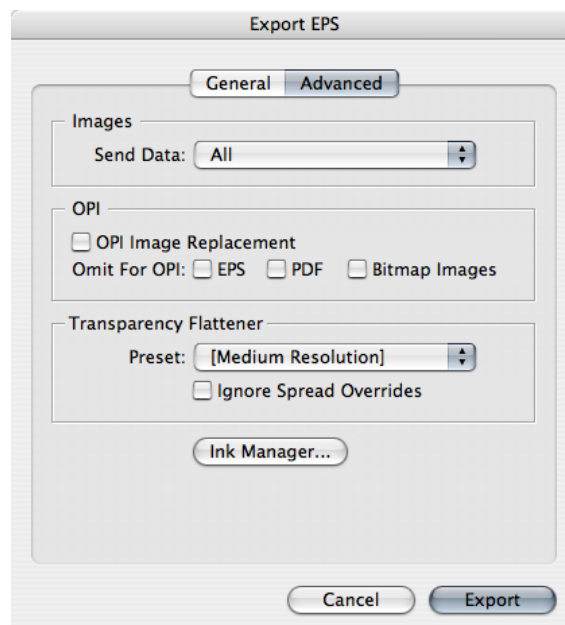 Export EPS
General Advanced
Images
Send Data: All
OPI
OPI Image Replacement
Omit For OPI: EPS PDF Bitmap Images
Transparency Flattener
Preset: [Medium Resolution]
Ignore Spread Overrides
Ink Manager...
Cancel Export